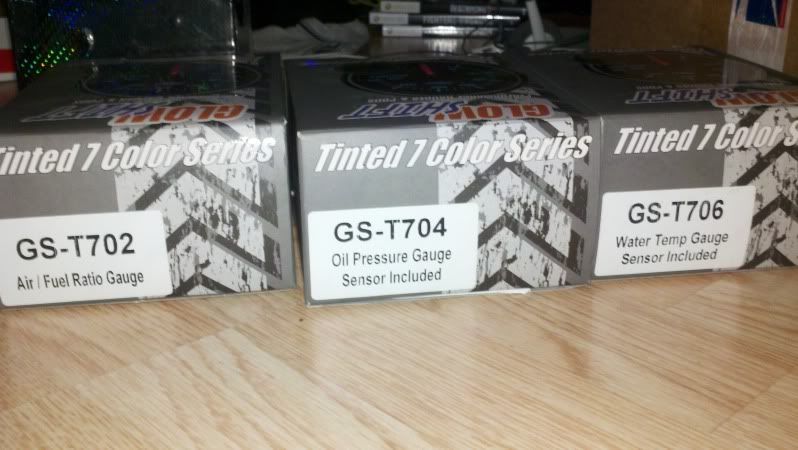 GLOW
SHIFT
Tinted 7 Color Series
GS-T702
Air / Fuel Ratio Gauge
GLOW
SHIFT
Tinted 7 Color Series
GS-T704
Oil Pressure Gauge
Sensor Included
GLOW
SHIFT
Tinted 7 Color Series
GS-T706
Water Temp Gauge
Sensor Included